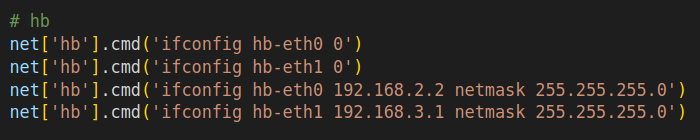 # hb
net['hb'].cmd('ifconfig hb-eth0 0')
net['hb'].cmd('ifconfig hb-eth1 0')
net['hb'].cmd('ifconfig hb-eth0 192.168.2.2 netmask 255.255.255.0')
net['hb'].cmd('ifconfig hb-eth1 192.168.3.1 netmask 255.255.255.0')